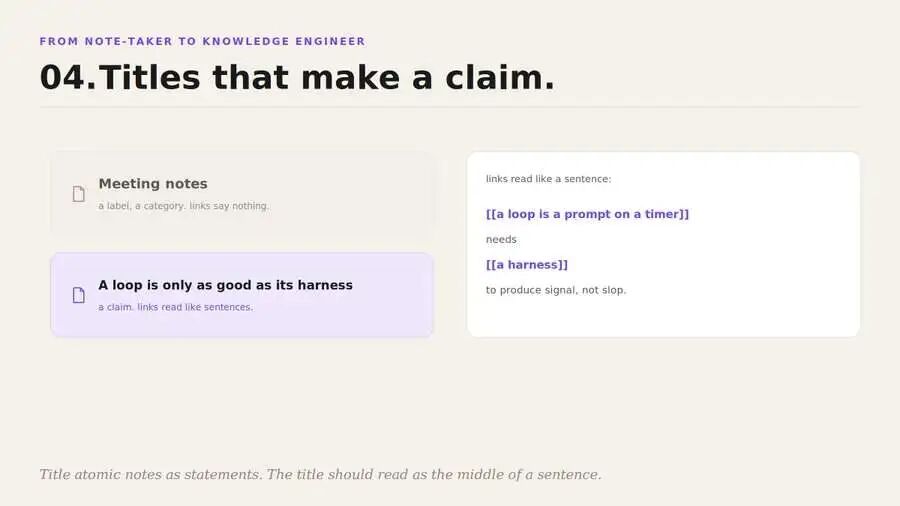 FROM NOTE-TAKER TO KNOWLEDGE ENGINEER
04.Titles that make a claim.
Meeting notes
a label, a category. links say nothing.
A loop is only as good as its harness
a claim. links read like sentences.
links read like a sentence:
[[a loop is a prompt on a timer]]
needs
[[a harness]]
to produce signal, not slop.
Title atomic notes as statements. The title should read as the middle of a sentence.